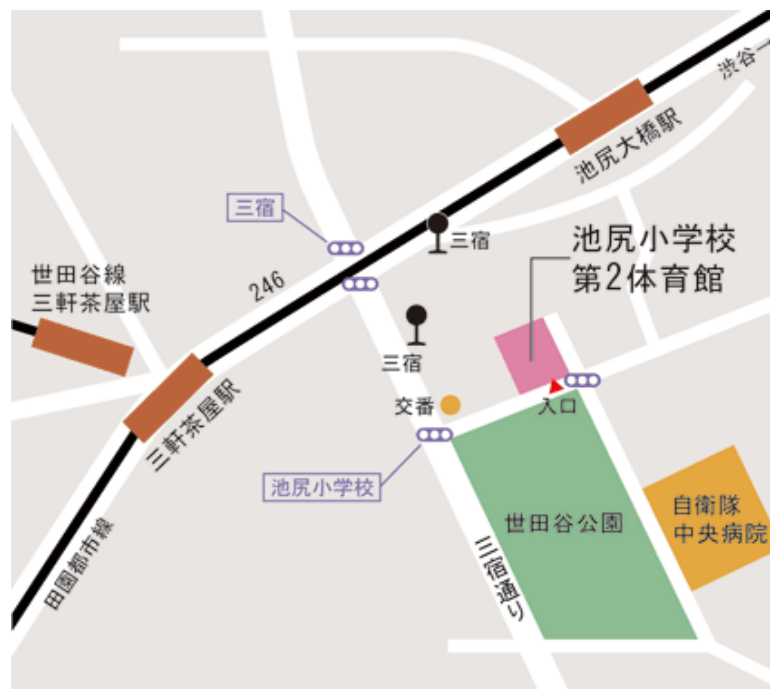 渋谷→
池尻大橋駅
三宿
三宿
池尻小学校
第2体育館
世田谷線
三軒茶屋駅
246
三宿
交番
入口
三軒茶屋駅
池尻小学校
世田谷公園
自衛隊
中央病院
三宿通り
田園都市線